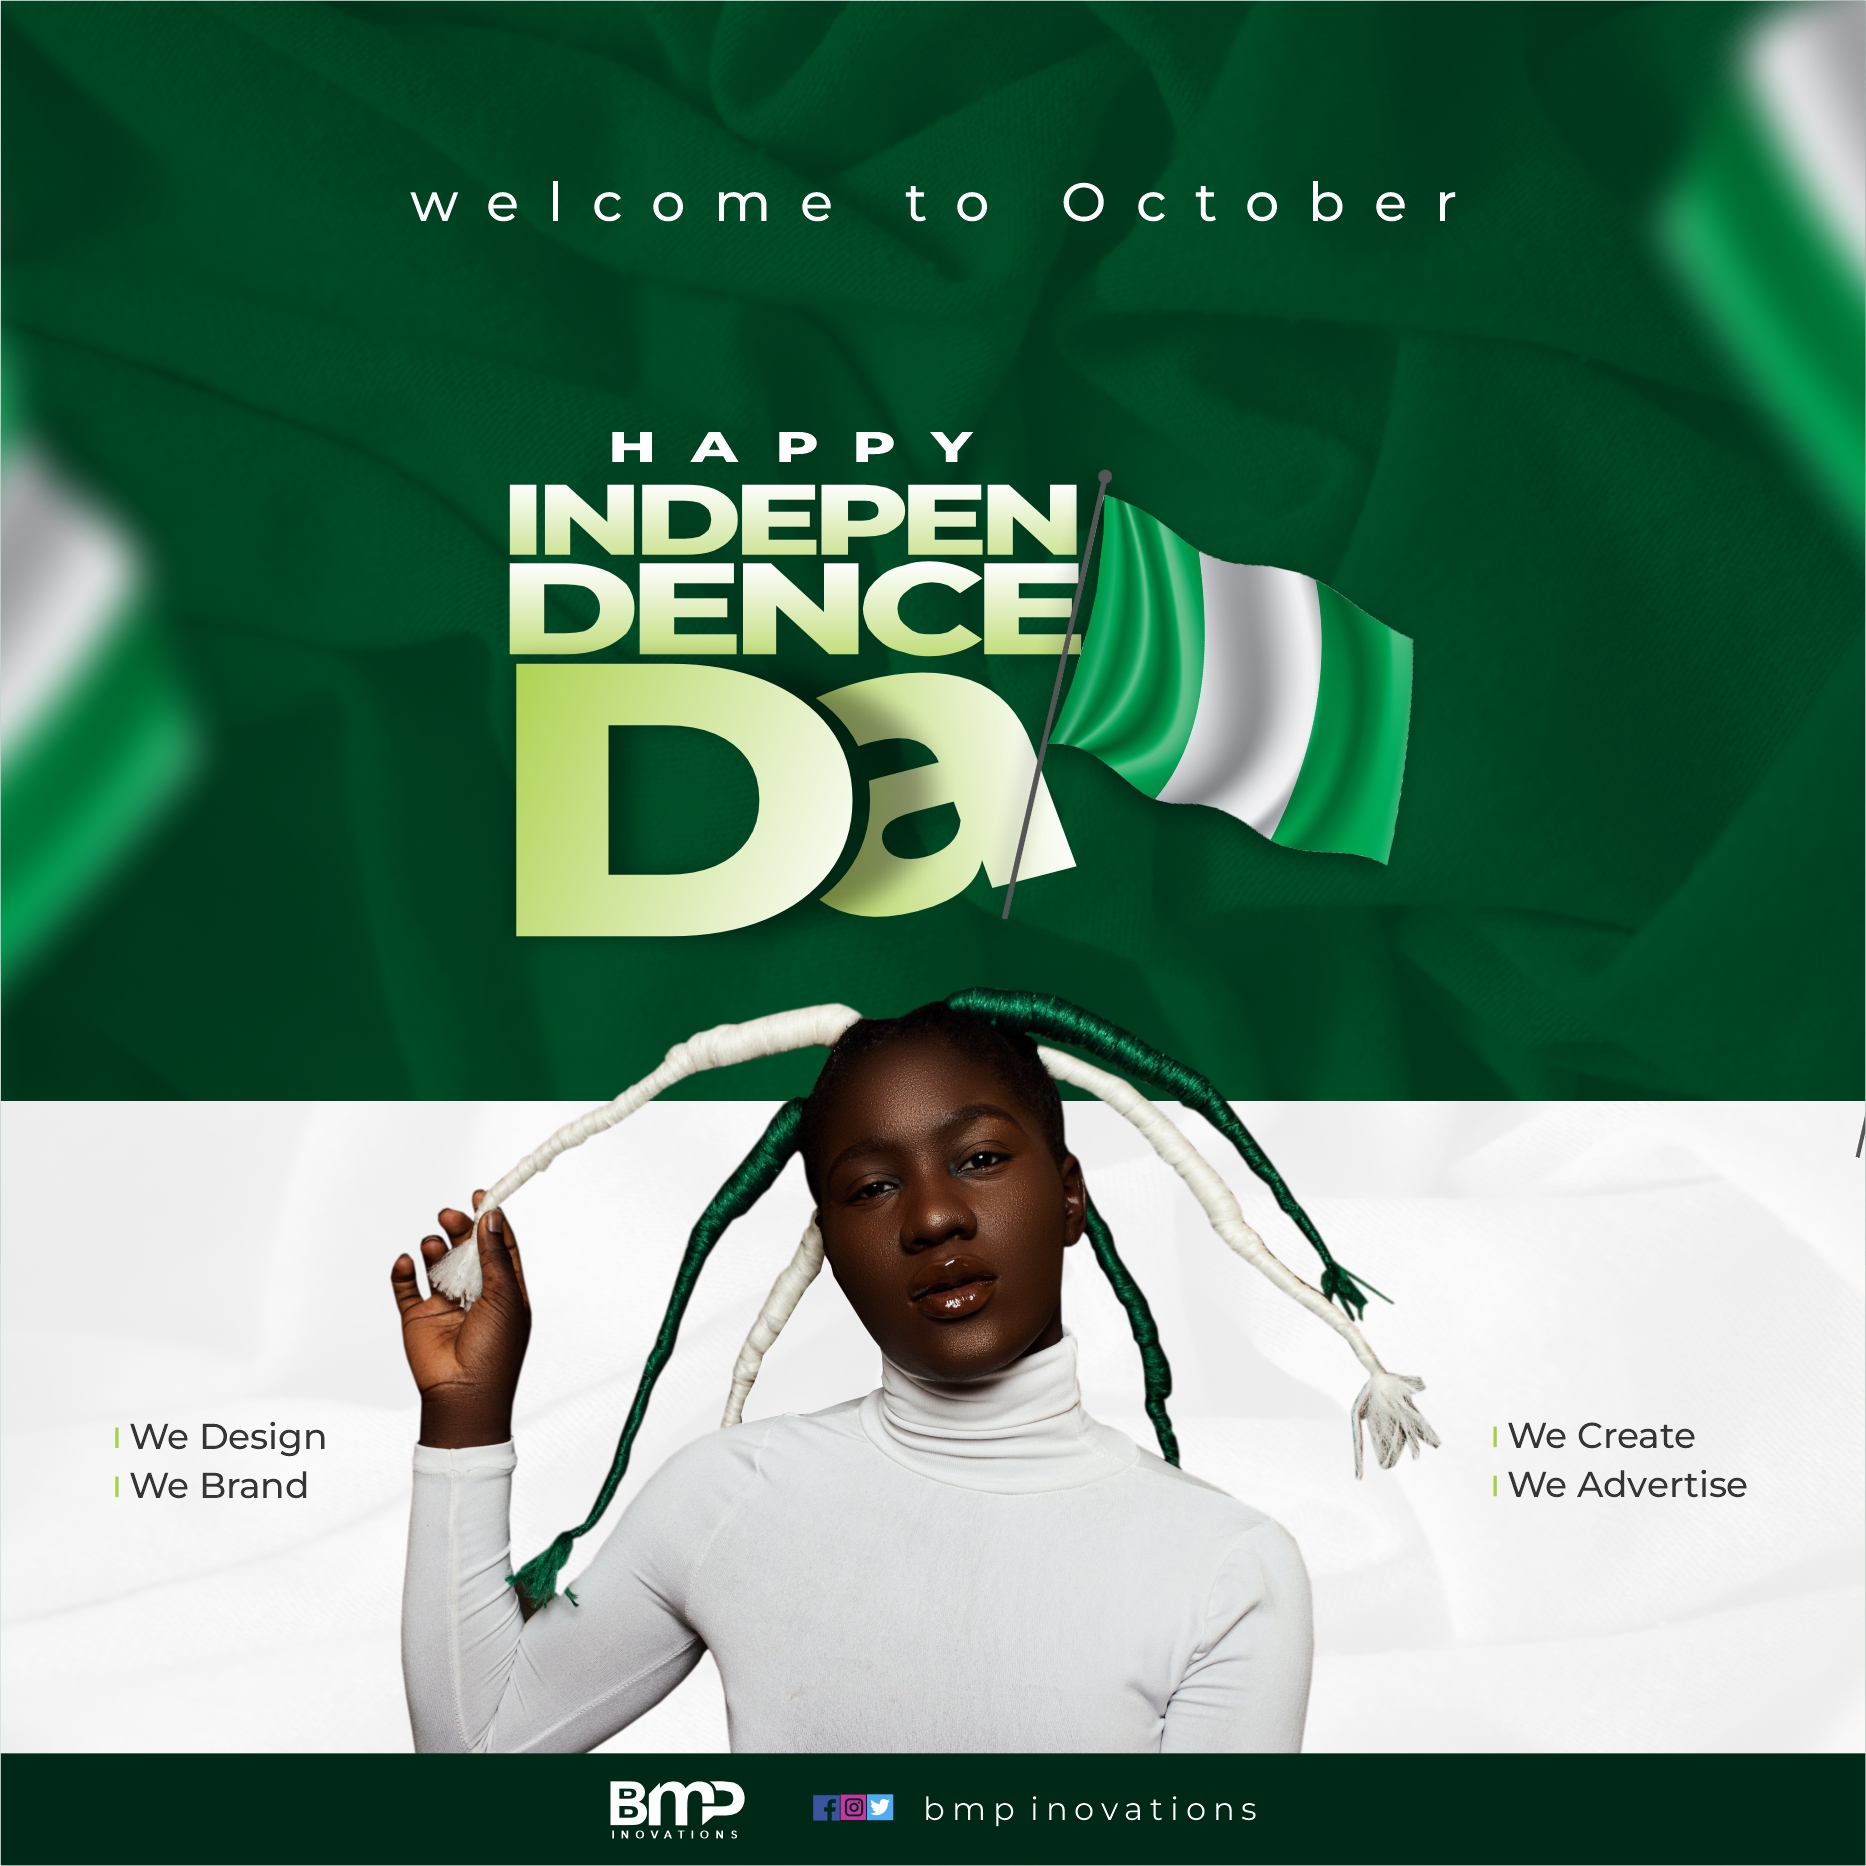 welcome to October
HAPPY
INDEPEN
DENCE
Da
We Design
We Brand
We Create
We Advertise
BMP
INOVATIONS
bmp inovations